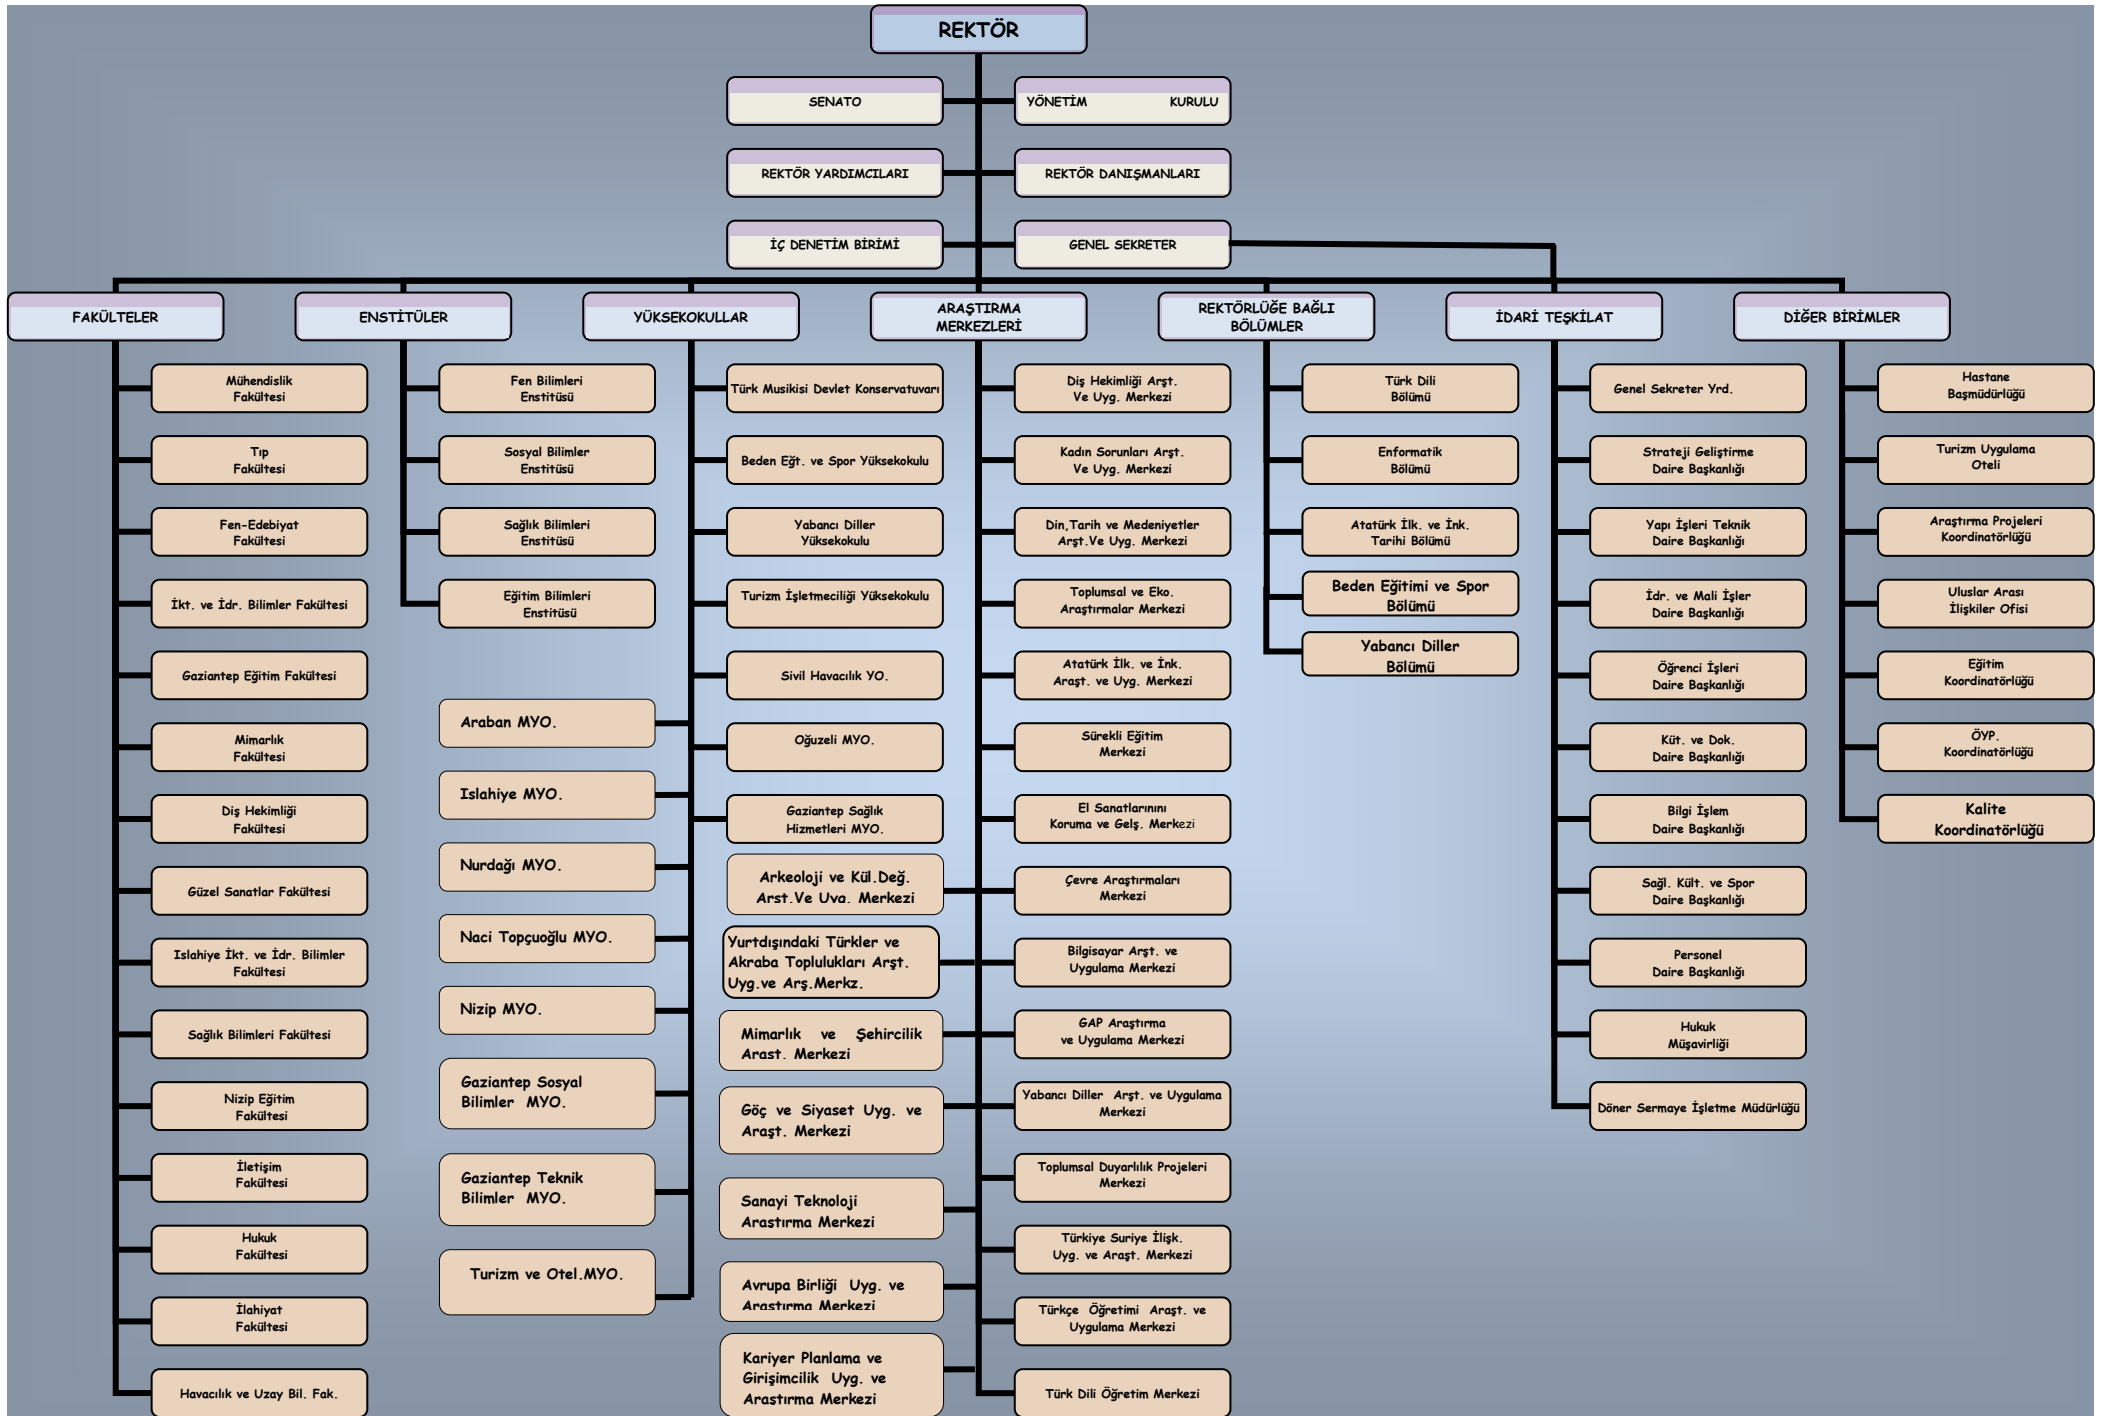 REKTÖR
SENATO
YÖNETİM KURULU
REKTÖR YARDIMCILARI
REKTÖR DANIŞMANLARI
İÇ DENETİM BİRİMİ
GENEL SEKRETER
FAKÜLTELER
Mühendislik
Fakültesi
Tıp
Fakültesi
Fen-Edebiyat
Fakültesi
İkt. ve İdr. Bilimler Fakültesi
Gaziantep Eğitim Fakültesi
Mimarlık
Fakültesi
Diş Hekimliği
Fakültesi
Güzel Sanatlar Fakültesi
Islahiye İkt. ve İdr. Bilimler
Fakültesi
Sağlık Bilimleri Fakültesi
Nizip Eğitim
Fakültesi
İletişim
Fakültesi
Hukuk
Fakültesi
İlahiyat
Fakültesi
Havacılık ve Uzay Bil. Fak.
ENSTİTÜLER
Fen Bilimleri
Enstitüsü
Sosyal Bilimler
Enstitüsü
Sağlık Bilimleri
Enstitüsü
Eğitim Bilimleri
Enstitüsü
YÜKSEKOKULLAR
Türk Musikisi Devlet Konservatuvarı
Beden Eğt. ve Spor Yüksekokulu
Yabancı Diller
Yüksekokulu
Turizm İşletmeciliği Yüksekokulu
Sivil Havacılık YO.
Oğuzeli MYO.
Gaziantep Sağlık
Hizmetleri MYO.
Araban MYO.
Islahiye MYO.
Nurdağı MYO.
Naci Topçuoğlu MYO.
Nizip MYO.
Gaziantep Sosyal
Bilimler MYO.
Gaziantep Teknik
Bilimler MYO.
Turizm ve Otel.MYO.
ARAŞTIRMA
MERKEZLERİ
Diş Hekimliği Arşt.
Ve Uyg. Merkezi
Kadın Sorunları Arşt.
Ve Uyg. Merkezi
Din,Tarih ve Medeniyetler
Arşt.Ve Uyg. Merkezi
Toplumsal ve Eko.
Araştırmalar Merkezi
Atatürk İlk. ve İnk.
Araşt. ve Uyg. Merkezi
Sürekli Eğitim
Merkezi
El Sanatlarınını
Koruma ve Gelş. Merkezi
Çevre Araştırmaları
Merkezi
Bilgisayar Arşt. ve
Uygulama Merkezi
GAP Araştırma
ve Uygulama Merkezi
Yabancı Diller Arşt. ve Uygulama
Merkezi
Toplumsal Duyarlılık Projeleri
Merkezi
Türkiye Suriye İlişk.
Uyg. ve Araşt. Merkezi
Türkçe Öğretimi Araşt. ve
Uygulama Merkezi
Türk Dili Öğretim Merkezi
Arkeoloji ve Kül.Değ.
Arşt.Ve Uyg. Merkezi
Yurtdışındaki Türkler ve
Akraba Toplulukları Arşt.
Uyg.ve Arş.Merkz.
Mimarlık ve Şehircilik
Araşt. Merkezi
Göç ve Siyaset Uyg. ve
Araşt. Merkezi
Sanayi Teknoloji
Araştırma Merkezi
Avrupa Birliği Uyg. ve
Araştırma Merkezi
Kariyer Planlama ve
Girişimcilik Uyg. ve
Araştırma Merkezi
REKTÖRLÜĞE BAĞLI
BÖLÜMLER
Türk Dili
Bölümü
Enformatik
Bölümü
Atatürk İlk. ve İnk.
Tarihi Bölümü
Beden Eğitimi ve Spor
Bölümü
Yabancı Diller
Bölümü
İDARİ TEŞKİLAT
Genel Sekreter Yrd.
Strateji Geliştirme
Daire Başkanlığı
Yapı İşleri Teknik
Daire Başkanlığı
İdr. ve Mali İşler
Daire Başkanlığı
Öğrenci İşleri
Daire Başkanlığı
Küt. ve Dok.
Daire Başkanlığı
Bilgi İşlem
Daire Başkanlığı
Sağl. Kült. ve Spor
Daire Başkanlığı
Personel
Daire Başkanlığı
Hukuk
Müşavirliği
Döner Sermaye İşletme Müdürlüğü
DİĞER BİRİMLER
Hastane
Başmüdürlüğü
Turizm Uygulama
Oteli
Araştırma Projeleri
Koordinatörlüğü
Uluslar Arası
İlişkiler Ofisi
Eğitim
Koordinatörlüğü
ÖYP.
Koordinatörlüğü
Kalite
Koordinatörlüğü